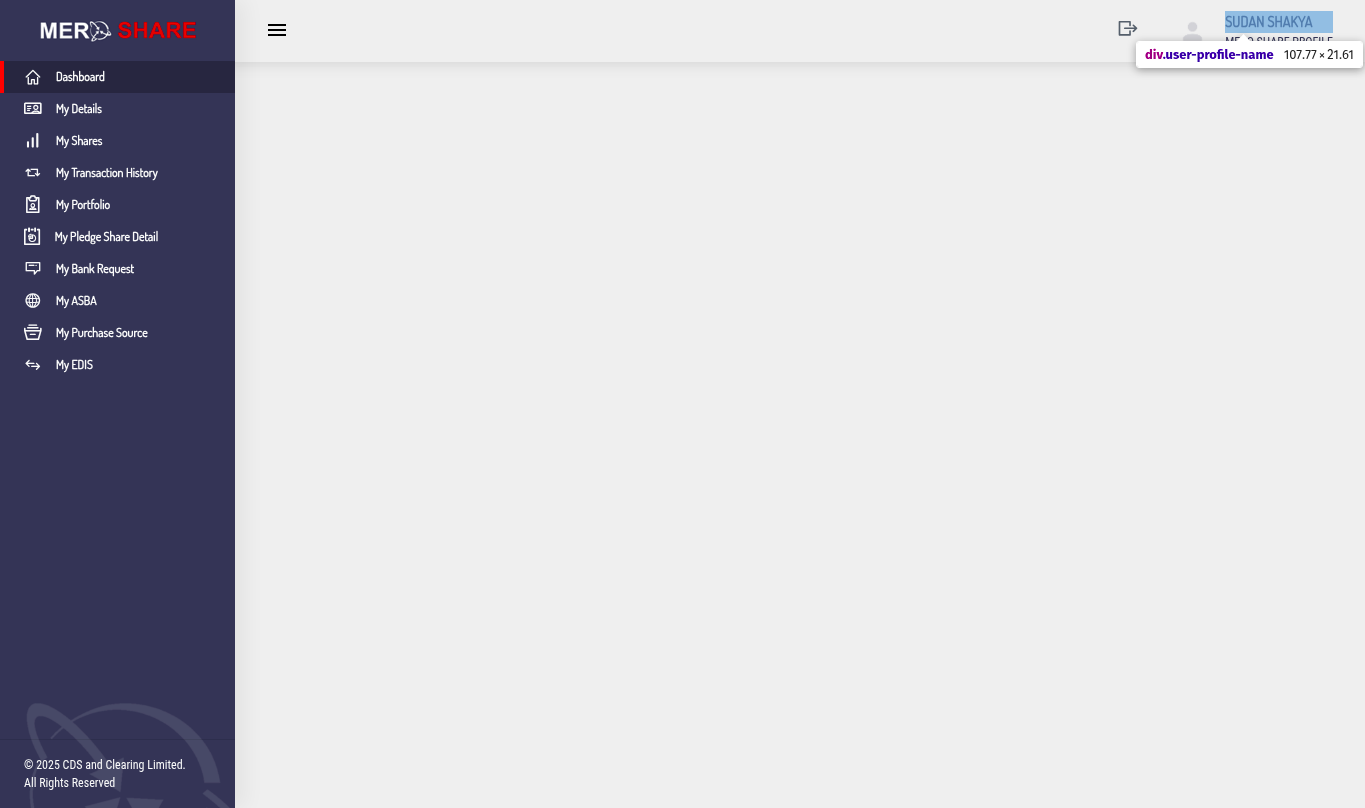 MERO SHARE
Dashboard
My Details
My Shares
My Transaction History
My Portfolio
My Pledge Share Detail
My Bank Request
My ASBA
My Purchase Source
My EDIS
© 2025 CDS and Clearing Limited.
All Rights Reserved
SUDAN SHAKYA
MERO SHARE PROFILE
div.user-profile-name 107.77 × 21.61